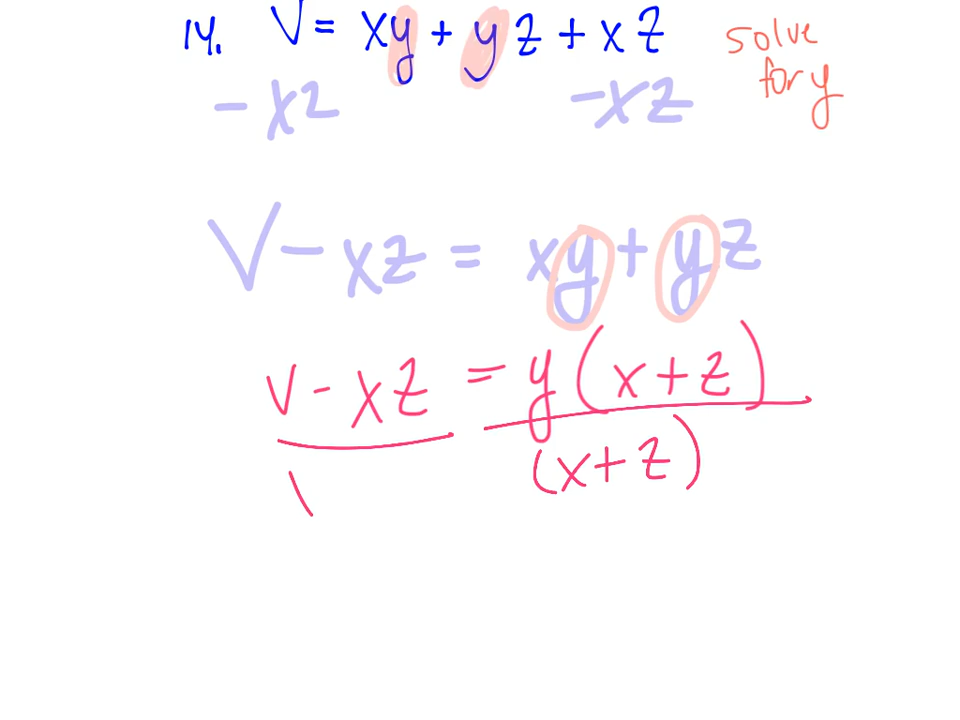 14. V = xy + yz + xz solve
for y
- xz -xz
V - xz = xy + yz
V - xz = y(x + z)
(x + z)